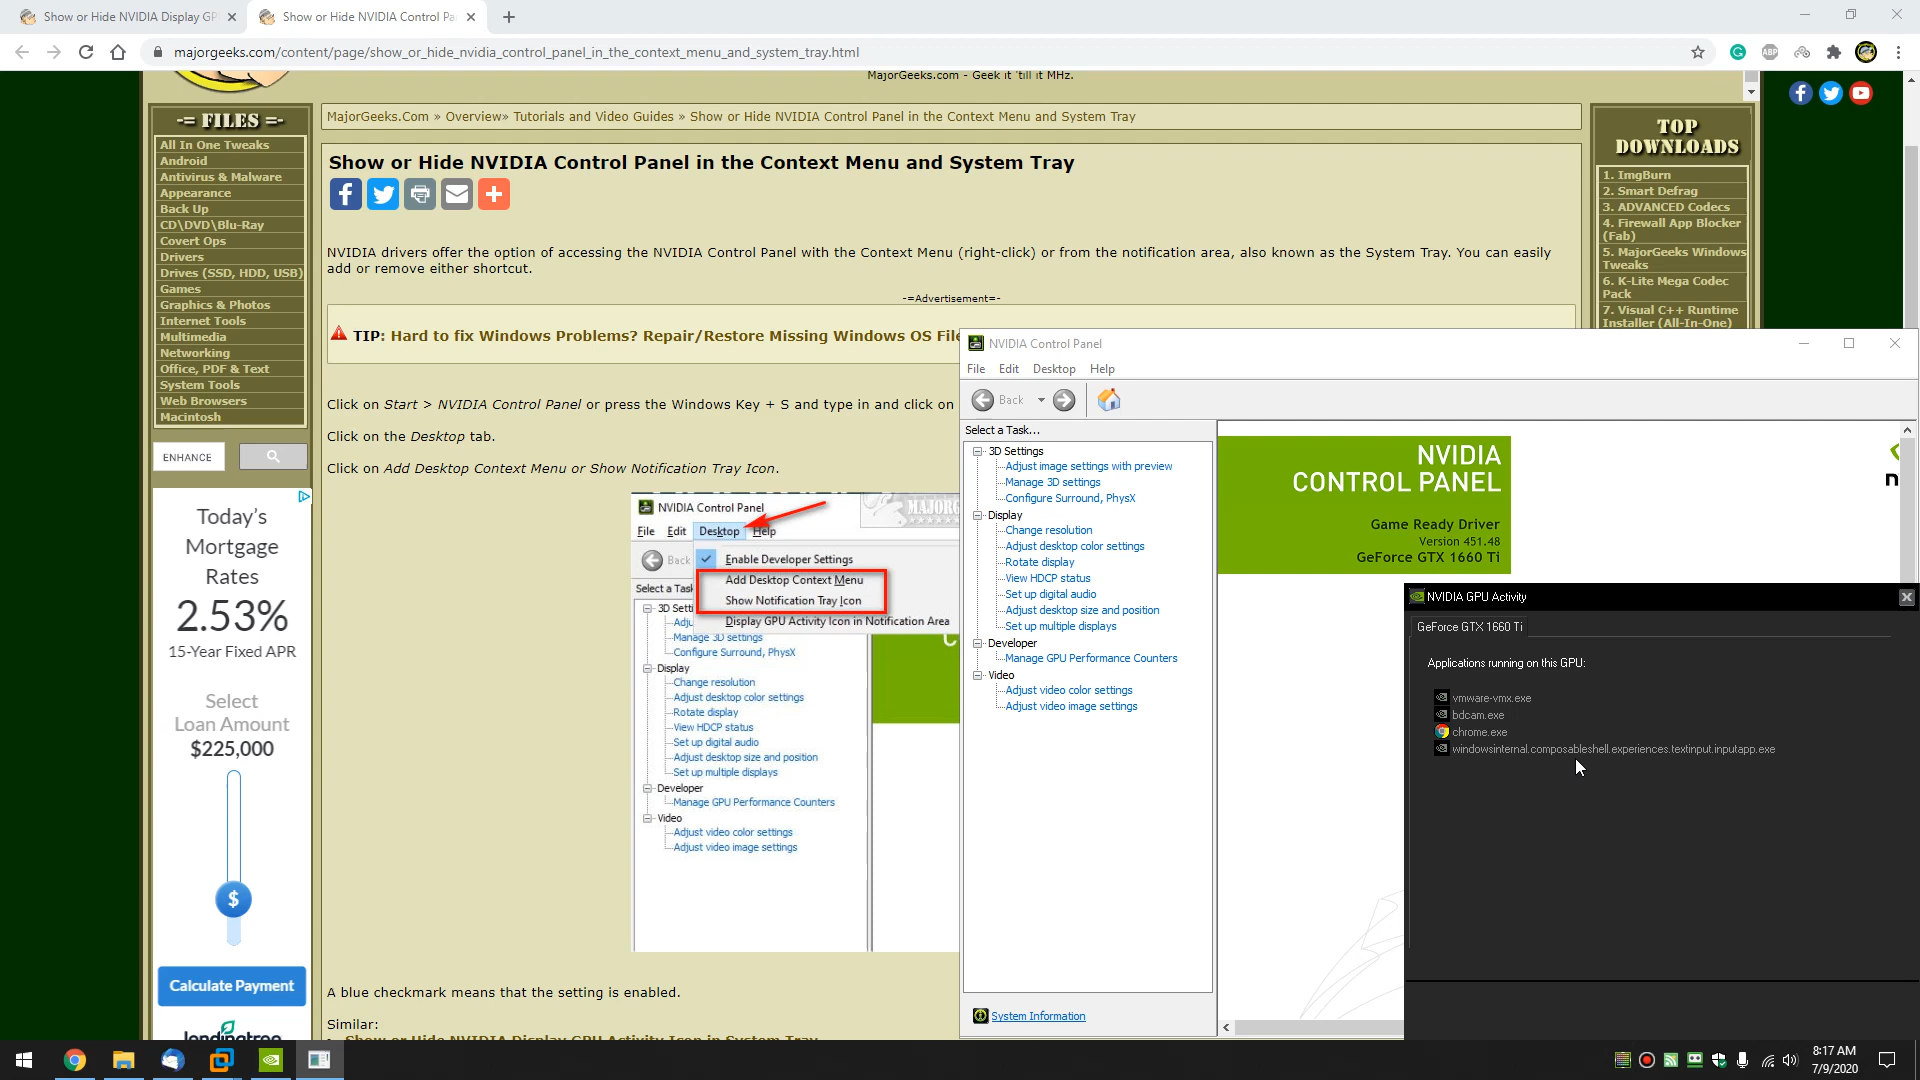 Show or Hide NVIDIA Display GP
Show or Hide NVIDIA Control Pa
majorgeeks.com/content/page/show_or_hide_nvidia_control_panel_in_the_context_menu_and_system_tray.html
ABP
MajorGeeks.com - Geek it 'till it MHz.
-= FILES =-
All In One Tweaks
Android
Antivirus & Malware
Appearance
Back Up
CD\DVD\Blu-Ray
Covert Ops
Drivers
Drives (SSD, HDD, USB)
Games
Graphics & Photos
Internet Tools
Multimedia
Networking
Office, PDF & Text
System Tools
Web Browsers
Macintosh
ENHANCE
Today's
Mortgage
Rates
2.53%
15-Year Fixed APR
Select
Loan Amount
$225,000
$
Calculate Payment
lendingtree
MajorGeeks.Com » Overview» Tutorials and Video Guides » Show or Hide NVIDIA Control Panel in the Context Menu and System Tray
Show or Hide NVIDIA Control Panel in the Context Menu and System Tray
NVIDIA drivers offer the option of accessing the NVIDIA Control Panel with the Context Menu (right-click) or from the notification area, also known as the System Tray. You can easily
add or remove either shortcut.
-=Advertisement=-
TIP: Hard to fix Windows Problems? Repair/Restore Missing Windows OS File
Click on Start > NVIDIA Control Panel or press the Windows Key + S and type in and click on
Click on the Desktop tab.
Click on Add Desktop Context Menu or Show Notification Tray Icon.
NVIDIA Control Panel
MAJORG
File Edit Desktop Help
Back
Enable Developer Settings
Add Desktop Context Menu
Show Notification Tray Icon
Display GPU Activity Icon in Notification Area
Select a Task
3D Setti
Adju
Manage 3D settings
Configure Surround, PhysX
Display
Change resolution
Adjust desktop color settings
Rotate display
View HDCP status
Set up digital audio
Adjust desktop size and position
Set up multiple displays
Developer
Manage GPU Performance Counters
Video
Adjust video color settings
Adjust video image settings
A blue checkmark means that the setting is enabled.
Similar:
Show or Hide NVIDIA Display GPU Activity Icon in System Tray
TOP
DOWNLOADS
1. ImgBurn
2. Smart Defrag
3. ADVANCED Codecs
4. Firewall App Blocker
(Fab)
5. MajorGeeks Windows
Tweaks
6. K-Lite Mega Codec
Pack
7. Visual C++ Runtime
Installer (All-In-One)
NVIDIA Control Panel
File Edit Desktop Help
Back
Select a Task...
3D Settings
Adjust image settings with preview
Manage 3D settings
Configure Surround, PhysX
Display
Change resolution
Adjust desktop color settings
Rotate display
View HDCP status
Set up digital audio
Adjust desktop size and position
Set up multiple displays
Developer
Manage GPU Performance Counters
Video
Adjust video color settings
Adjust video image settings
System Information
NVIDIA
CONTROL PANEL
Game Ready Driver
Version 451.48
GeForce GTX 1660 Ti
n
NVIDIA GPU Activity
GeForce GTX 1660 Ti
Applications running on this GPU:
vmware-vmx.exe
bdcam.exe
chrome.exe
windowsinternal.composableshell.experiences.textinput.inputapp.exe
8:17 AM
7/9/2020